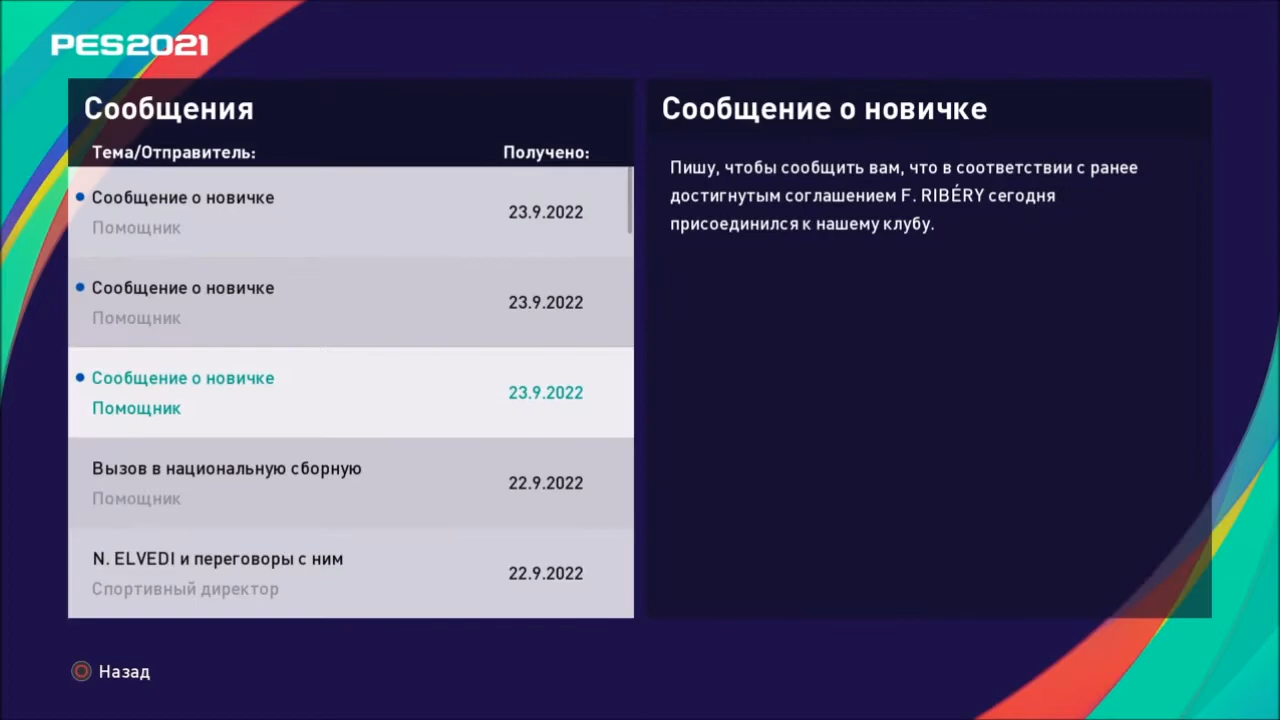 PES2021
Сообщения
Тема/Отправитель: Получено:
Сообщение о новичке
Помощник
23.9.2022
Сообщение о новичке
Помощник
23.9.2022
Сообщение о новичке
Помощник
23.9.2022
Вызов в национальную сборную
Помощник
22.9.2022
N. ELVEDI и переговоры с ним
Спортивный директор
22.9.2022
Сообщение о новичке
Пишу, чтобы сообщить вам, что в соответствии с ранее
достигнутым соглашением F. RIBÉRY сегодня
присоединился к нашему клубу.
Назад